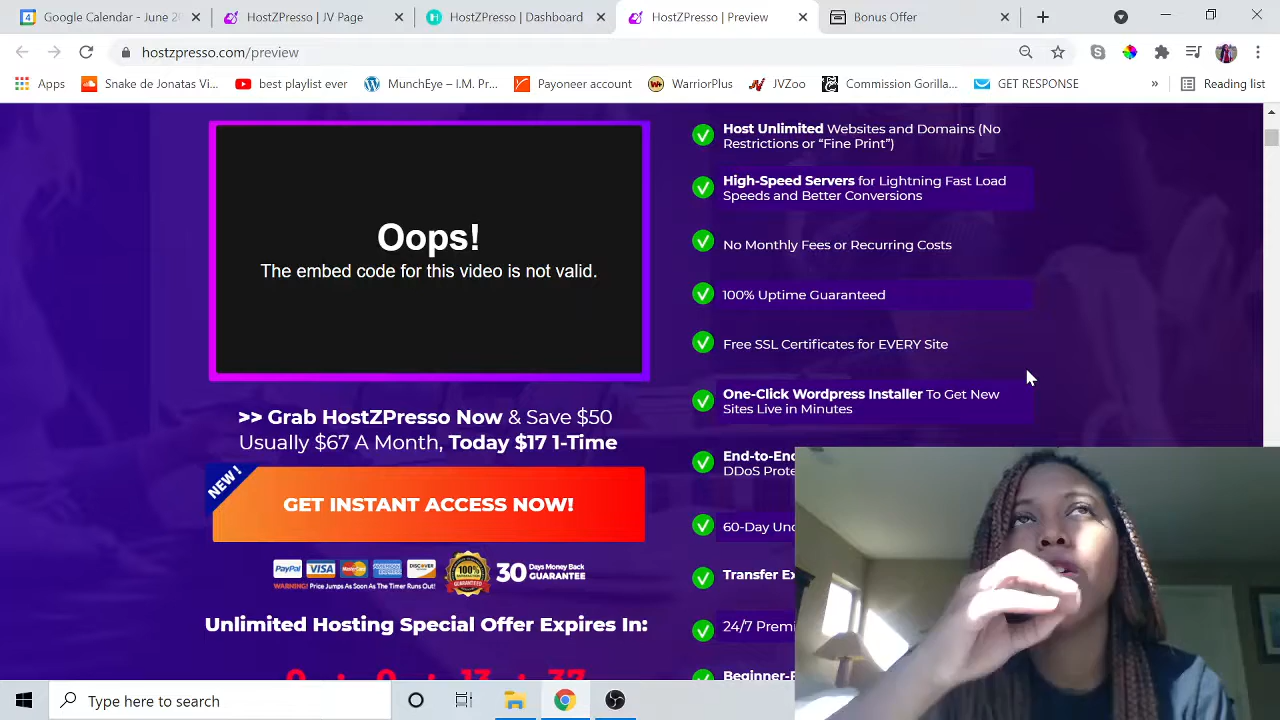 Google Calendar - June 2
HostZPresso | JV Page
HostZPresso | Dashboard
HostZPresso | Preview
Bonus Offer
hostzpresso.com/preview
Apps
Snake de Jonatas Vi...
best playlist ever
MunchEye – I.M. Pr...
Payoneer account
WarriorPlus
JVZoo
Commission Gorilla...
GET RESPONSE
»
Reading list
Oops!
The embed code for this video is not valid.
>> Grab HostZPresso Now & Save $50
Usually $67 A Month, Today $17 1-Time
NEW!
GET INSTANT ACCESS NOW!
PayPal VISA MasterCard AMERICAN EXPRESS DISCOVER
WARNING! Price Jumps As Soon As The Timer Runs Out!
100%
30 Days Money Back GUARANTEE
Unlimited Hosting Special Offer Expires In:
Host Unlimited Websites and Domains (No
Restrictions or “Fine Print”)
High-Speed Servers for Lightning Fast Load
Speeds and Better Conversions
No Monthly Fees or Recurring Costs
100% Uptime Guaranteed
Free SSL Certificates for EVERY Site
One-Click Wordpress Installer To Get New
Sites Live in Minutes
End-to-End
DDoS Prote
60-Day Unc
Transfer Ex
24/7 Premi
Beginner-
Type here to search